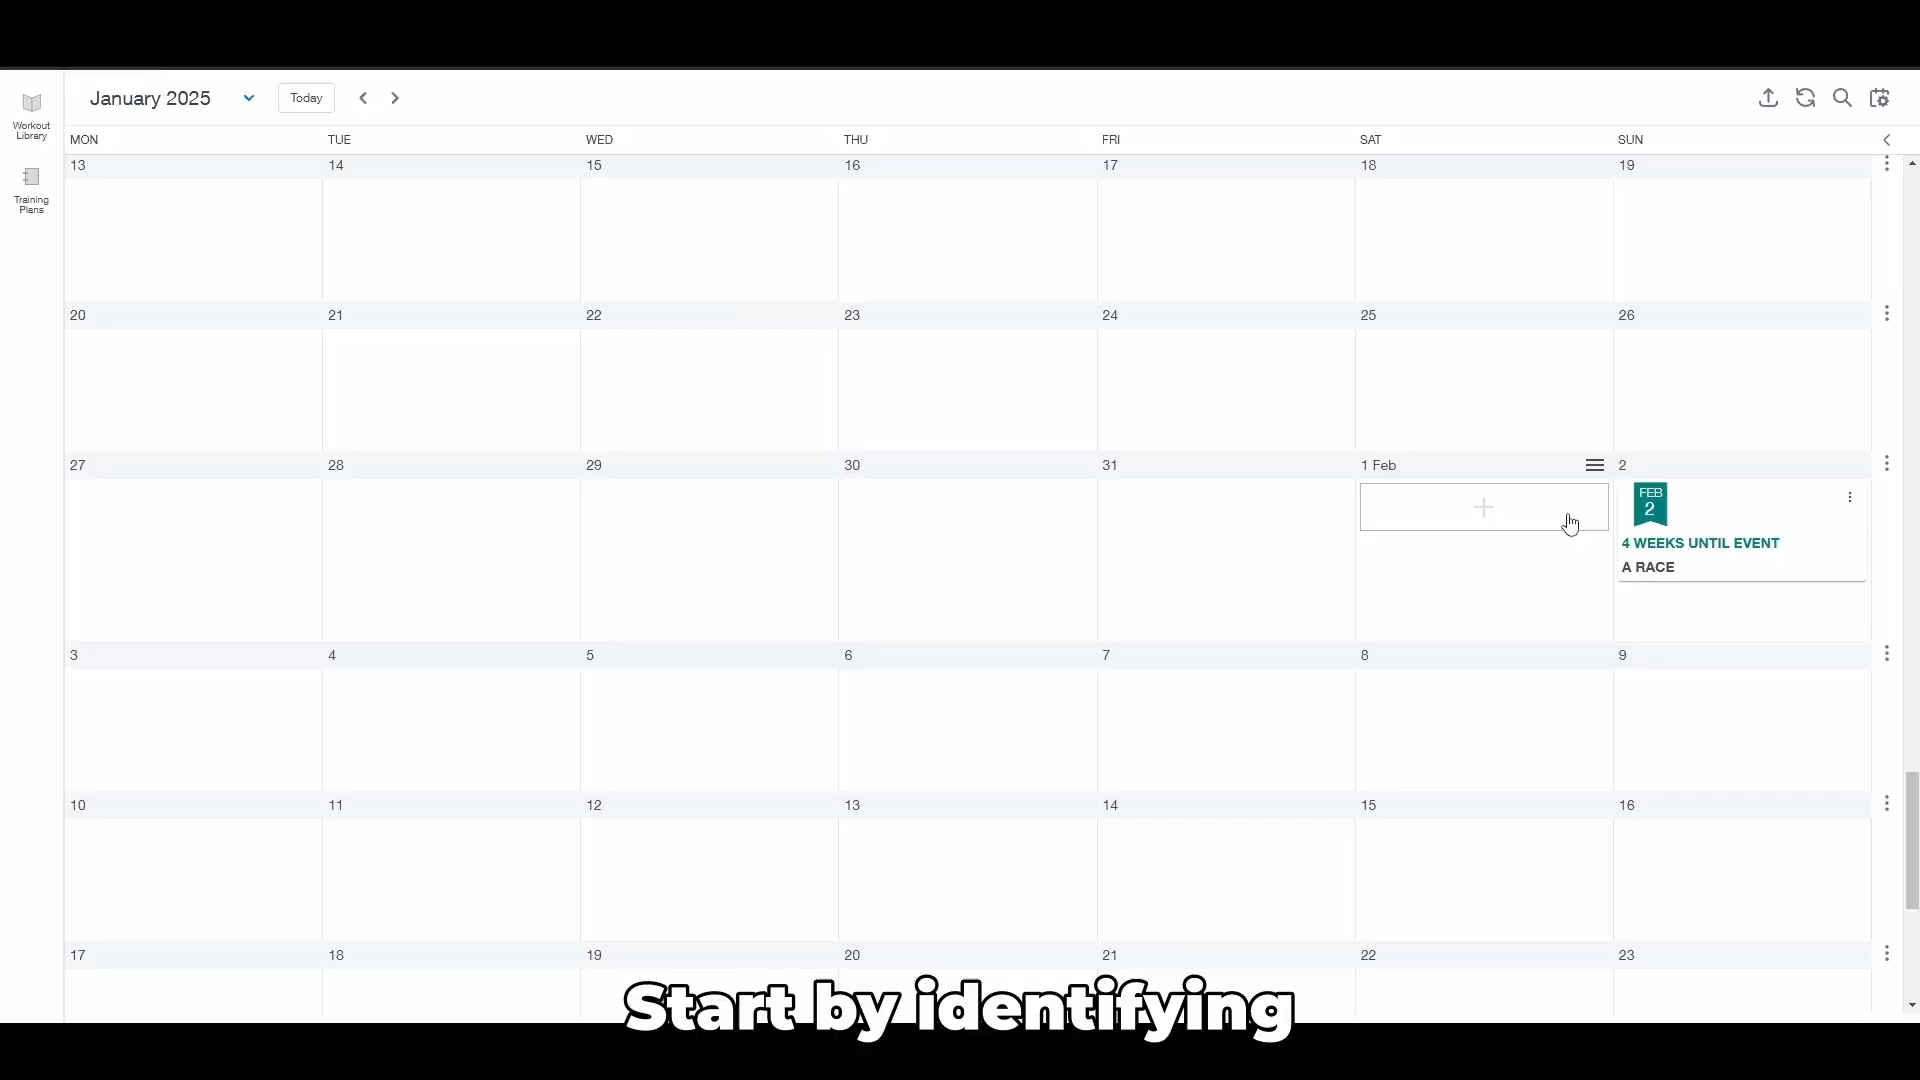 January 2025
Today
Workout
Library
Training
Plans
MON TUE WED THU FRI SAT SUN
13 14 15 16 17 18 19
20 21 22 23 24 25 26
27 28 29 30 31 1 Feb 2
FEB
2
4 WEEKS UNTIL EVENT
A RACE
3 4 5 6 7 8 9
10 11 12 13 14 15 16
17 18 19 20 21 22 23
Start by identifying